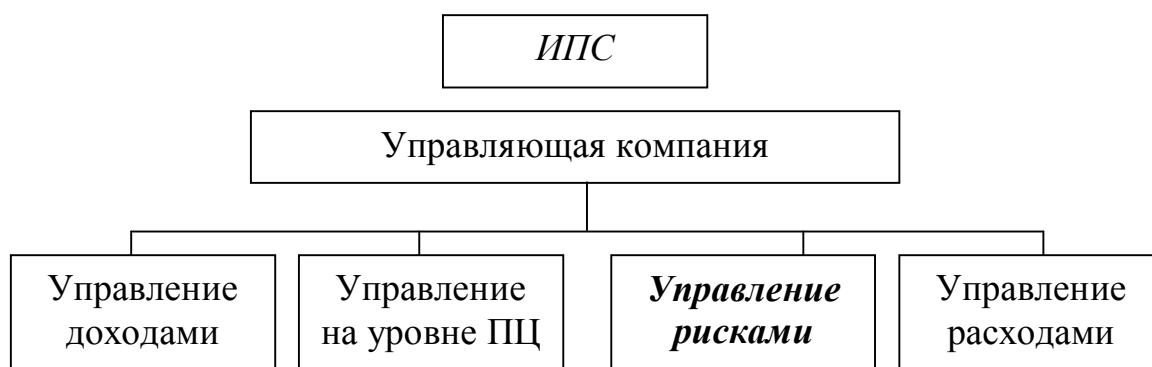 ИПС
Управляющая компания
Управление
доходами
Управление
на уровне ПЦ
Управление
рисками
Управление
расходами